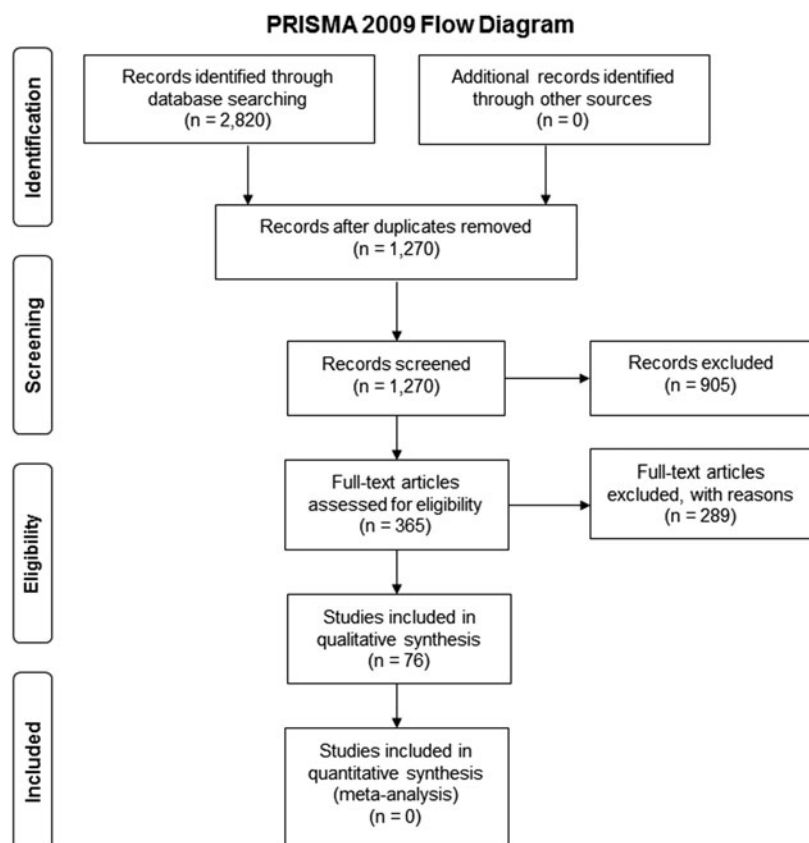 PRISMA 2009 Flow Diagram
Identification
Records identified through
database searching
(n = 2,820)
Additional records identified
through other sources
(n = 0)
Records after duplicates removed
(n = 1,270)
Screening
Records screened
(n = 1,270)
Records excluded
(n = 905)
Eligibility
Full-text articles
assessed for eligibility
(n = 365)
Full-text articles
excluded, with reasons
(n = 289)
Studies included in
qualitative synthesis
(n = 76)
Included
Studies included in
quantitative synthesis
(meta-analysis)
(n = 0)